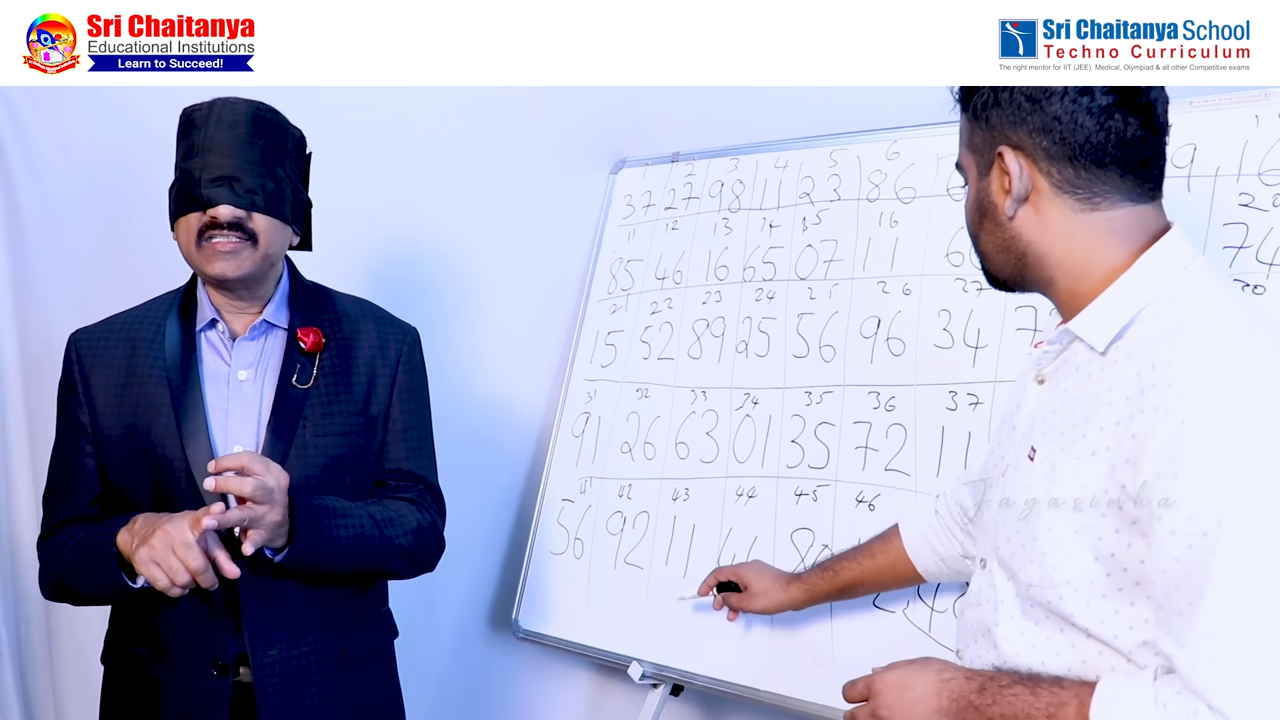 Sri Chaitanya
Educational Institutions
Learn to Succeed!
Sri Chaitanya School
Techno Curriculum
The right mentor for IIT (JEE), Medical, Olympiad & all other Competitive exams
2 3 4 5 6
37 27 98 11 23 86
11 12 13 14 15 16
85 46 16 65 07 11
74
21 22 23 24 25 26 27 30
15 52 89 25 56 96 34
31 32 33 34 35 36 37
91 26 63 01 35 72 11
41 42 43 44 45 46
56 92 11
Jayasimha